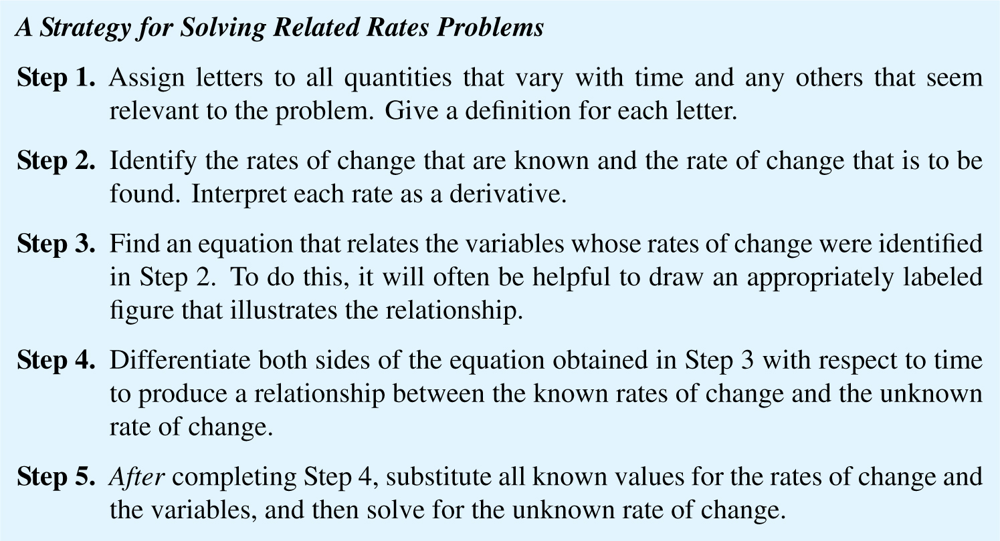 A Strategy for Solving Related Rates Problems
Step 1. Assign letters to all quantities that vary with time and any others that seem
relevant to the problem. Give a definition for each letter.
Step 2. Identify the rates of change that are known and the rate of change that is to be
found. Interpret each rate as a derivative.
Step 3. Find an equation that relates the variables whose rates of change were identified
in Step 2. To do this, it will often be helpful to draw an appropriately labeled
figure that illustrates the relationship.
Step 4. Differentiate both sides of the equation obtained in Step 3 with respect to time
to produce a relationship between the known rates of change and the unknown
rate of change.
Step 5. After completing Step 4, substitute all known values for the rates of change and
the variables, and then solve for the unknown rate of change.